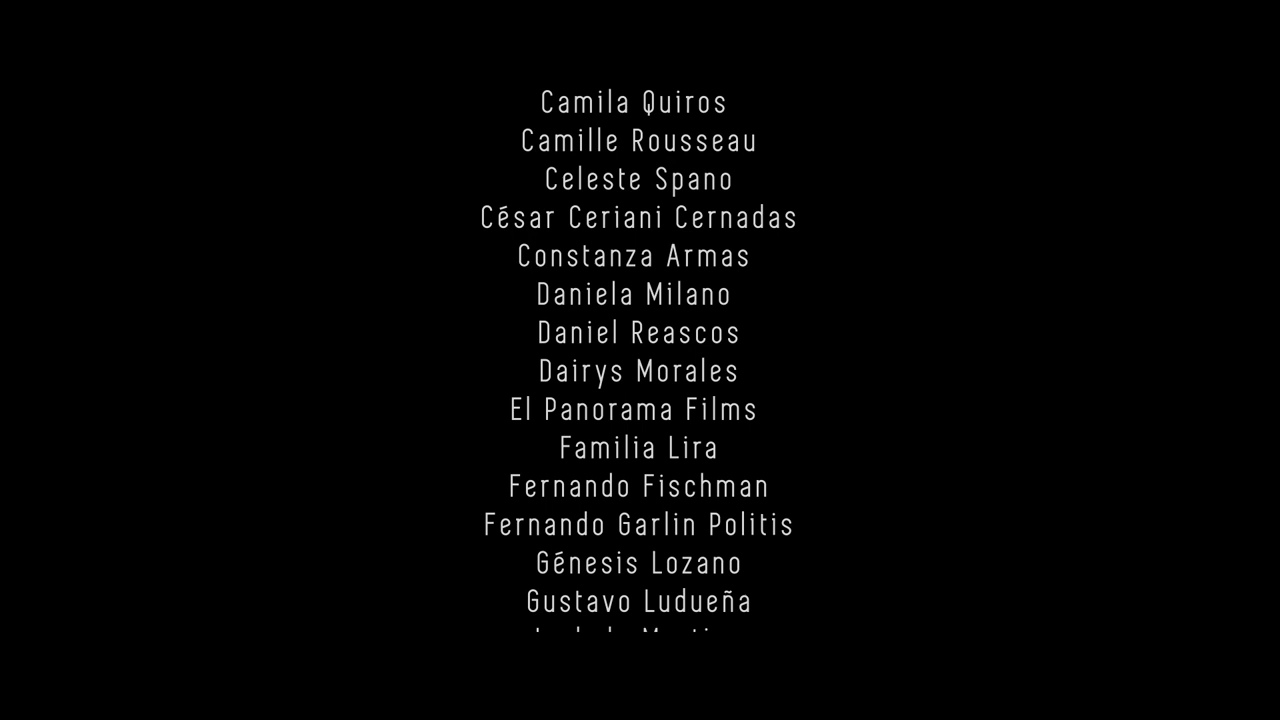 Camila Quiros
Camille Rousseau
Celeste Spano
César Ceriani Cernadas
Constanza Armas
Daniela Milano
Daniel Reascos
Dairys Morales
El Panorama Films
Familia Lira
Fernando Fischman
Fernando Garlin Politis
Génesis Lozano
Gustavo Ludueña